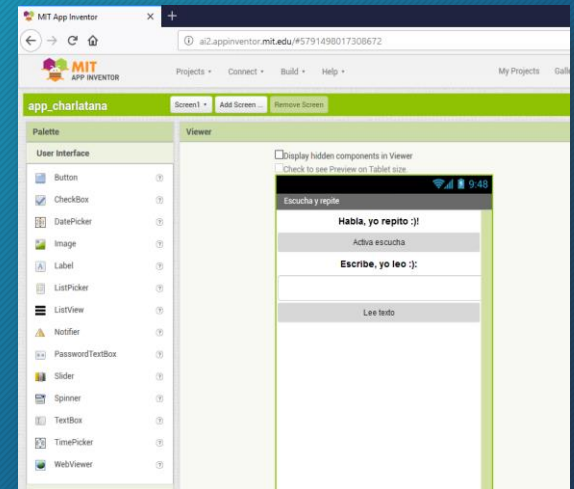 MIT App Inventor
ai2.appinventor.mit.edu/#5791498017308672
MIT
APP INVENTOR
Projects Connect Build Help My Projects Gall
app_charlatana Screen1 Add Screen ... Remove Screen
Palette Viewer
User Interface
Display hidden components in Viewer
Check to see Preview on Tablet size.
9:48
Escucha y repite
Habla, yo repito :)!
Activa escucha
Escribe, yo leo :):
Lee texto
Button
CheckBox
DatePicker
Image
Label
ListPicker
ListView
Notifier
PasswordTextBox
Slider
Spinner
TextBox
TimePicker
WebViewer